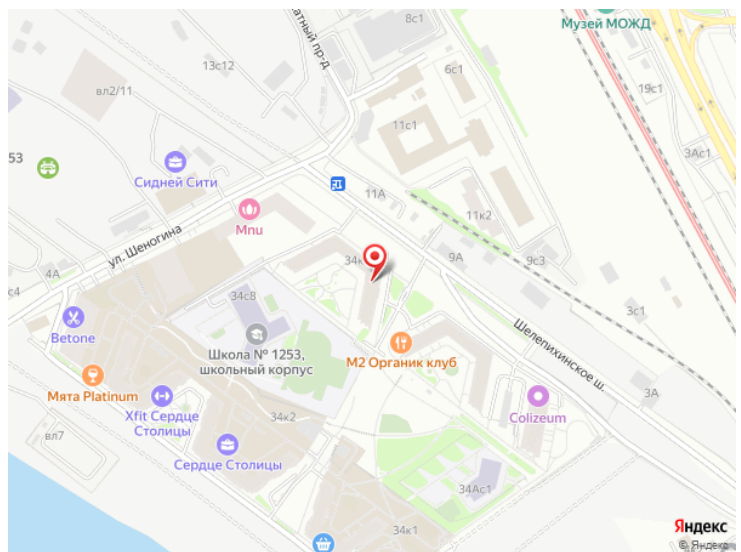 Музей МОЖД
8с1
атный пр-д
13с12
6с1
19с1
вл2/11
11с1
3Ас1
53
Сидней Сити
11А
11к2
Mnu
ул. Шеногина
34к
9А
9с3
4А
с4
34с8
3с1
Шелепихинское ш.
Betone
Школа № 1253,
школьный корпус
М2 Органик клуб
Мята Platinum
3А
Xfit Сердце
Столицы
Colizeum
34к2
вл7
Сердце Столицы
34Ас1
34к1
Яндекс
© Яндекс